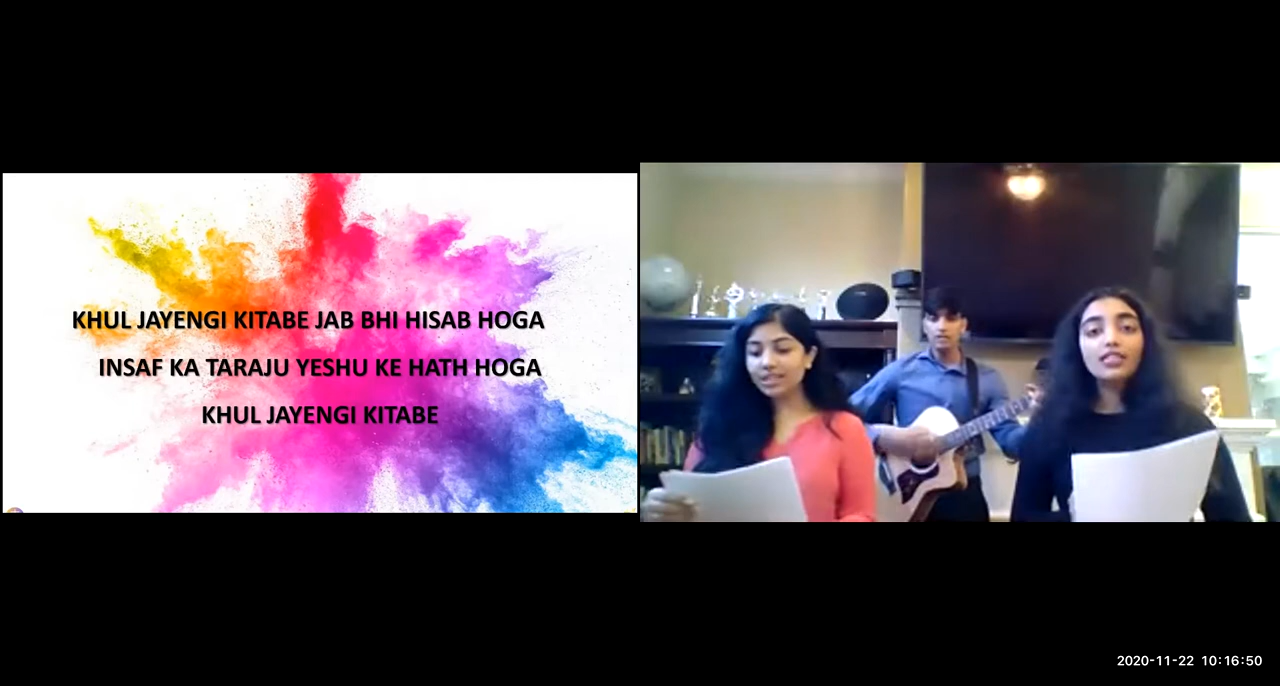 KHUL JAYENGI KITABE JAB BHI HISAB HOGA
INSAF KA TARAJU YESHU KE HATH HOGA
KHUL JAYENGI KITABE
2020-11-22 10:16:50